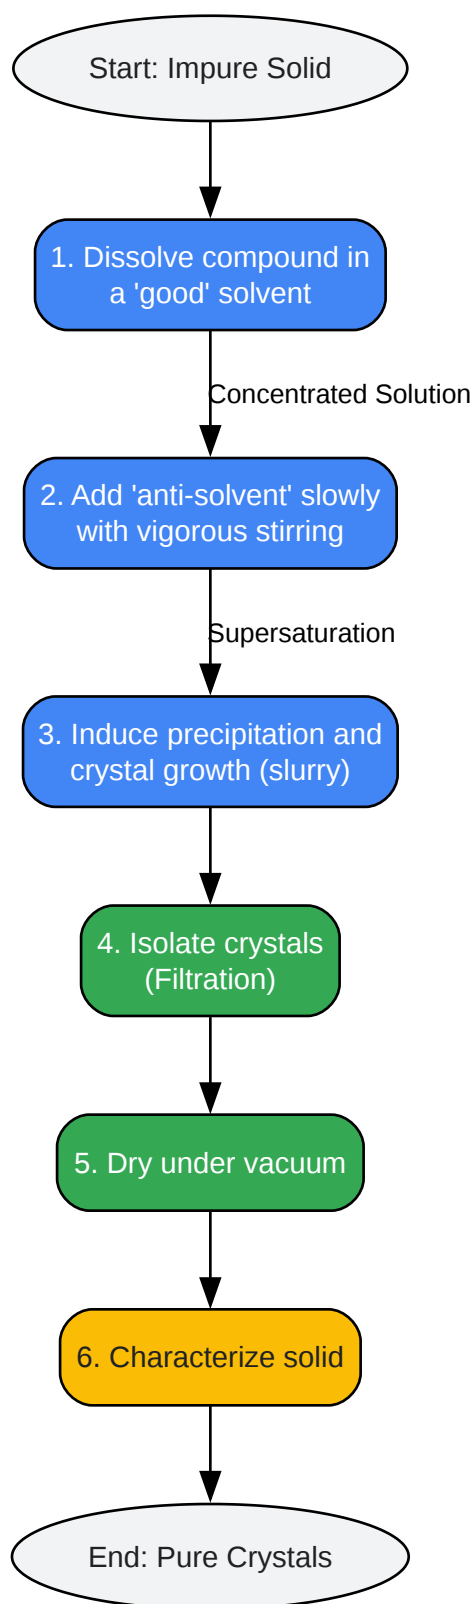 Start: Impure Solid
1. Dissolve compound in
a 'good' solvent
Concentrated Solution
2. Add 'anti-solvent' slowly
with vigorous stirring
Supersaturation
3. Induce precipitation and
crystal growth (slurry)
4. Isolate crystals
(Filtration)
5. Dry under vacuum
6. Characterize solid
End: Pure Crystals